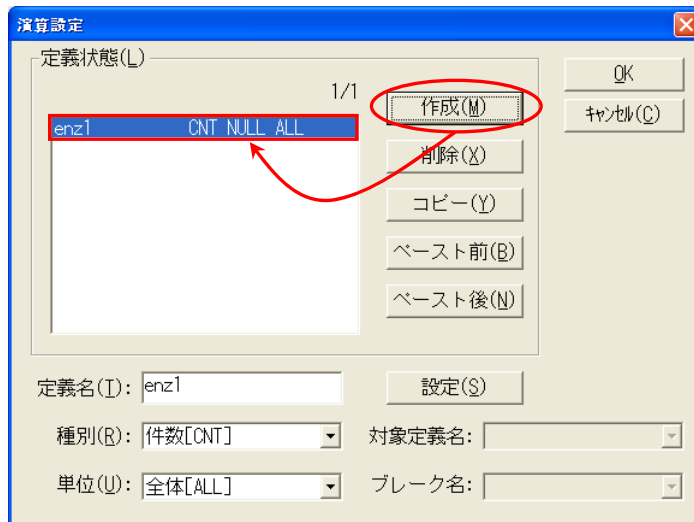 演算設定
定義状態(L)
1/1
enz1 CNT NULL ALL
作成(M)
削除(X)
コピー(Y)
ペースト前(B)
ペースト後(N)
OK
ｷｬﾝｾﾙ(C)
定義名(T): enz1
設定(S)
種別(R): 件数[CNT]
対象定義名:
単位(U): 全体[ALL]
ブレーク名: